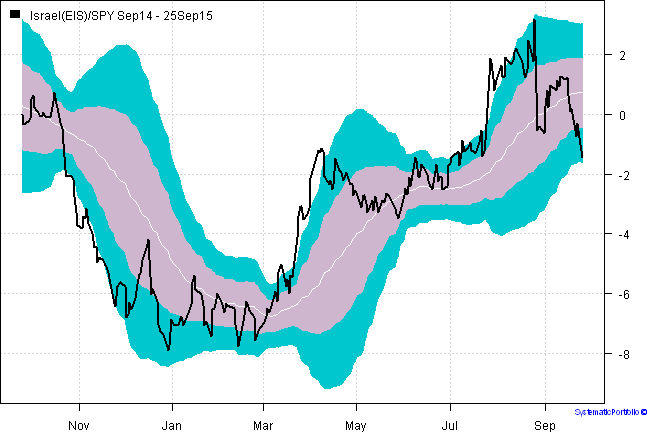 Israel(EIS)/SPY Sep14 - 25Sep15
2
0
-2
-4
-6
-8
Nov Jan Mar May Jul Sep
SystematicPortfolio ©